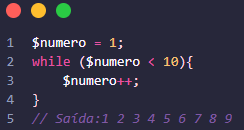 1 $numero = 1;
2 while ($numero < 10){
3     $numero++;
4 }
5 // Saída:1 2 3 4 5 6 7 8 9